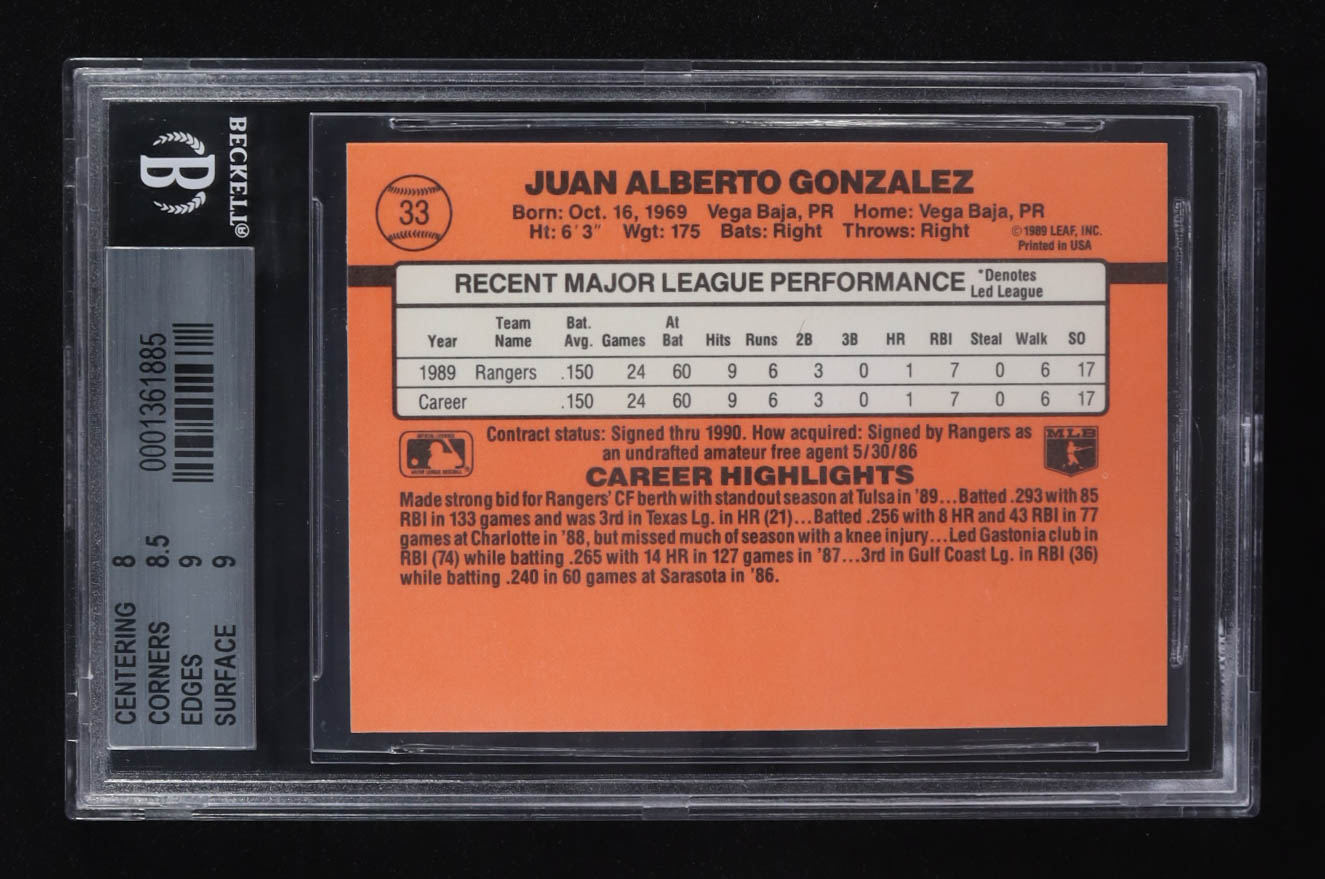 BECKETT®
B
0001361885
CENTERING 8
CORNERS 8.5
EDGES 9
SURFACE 9
33
JUAN ALBERTO GONZALEZ
Born: Oct. 16, 1969 Vega Baja, PR Home: Vega Baja, PR
Ht: 6'3" Wgt: 175 Bats: Right Throws: Right
©1989 LEAF, INC.
Printed in USA
RECENT MAJOR LEAGUE PERFORMANCE
*Denotes
Led League
Year Team Name Bat. Avg. Games At Bat Hits Runs 2B 3B HR RBI Steal Walk SO
1989 Rangers .150 24 60 9 6 3 0 1 7 0 6 17
Career .150 24 60 9 6 3 0 1 7 0 6 17
Contract status: Signed thru 1990. How acquired: Signed by Rangers as
an undrafted amateur free agent 5/30/86
MLB
CAREER HIGHLIGHTS
Made strong bid for Rangers' CF berth with standout season at Tulsa in '89...Batted .293 with 85
RBI in 133 games and was 3rd in Texas Lg. in HR (21)...Batted .256 with 8 HR and 43 RBI in 77
games at Charlotte in '88, but missed much of season with a knee injury...Led Gastonia club in
RBI (74) while batting .265 with 14 HR in 127 games in '87...3rd in Gulf Coast Lg. in RBI (36)
while batting .240 in 60 games at Sarasota in '86.